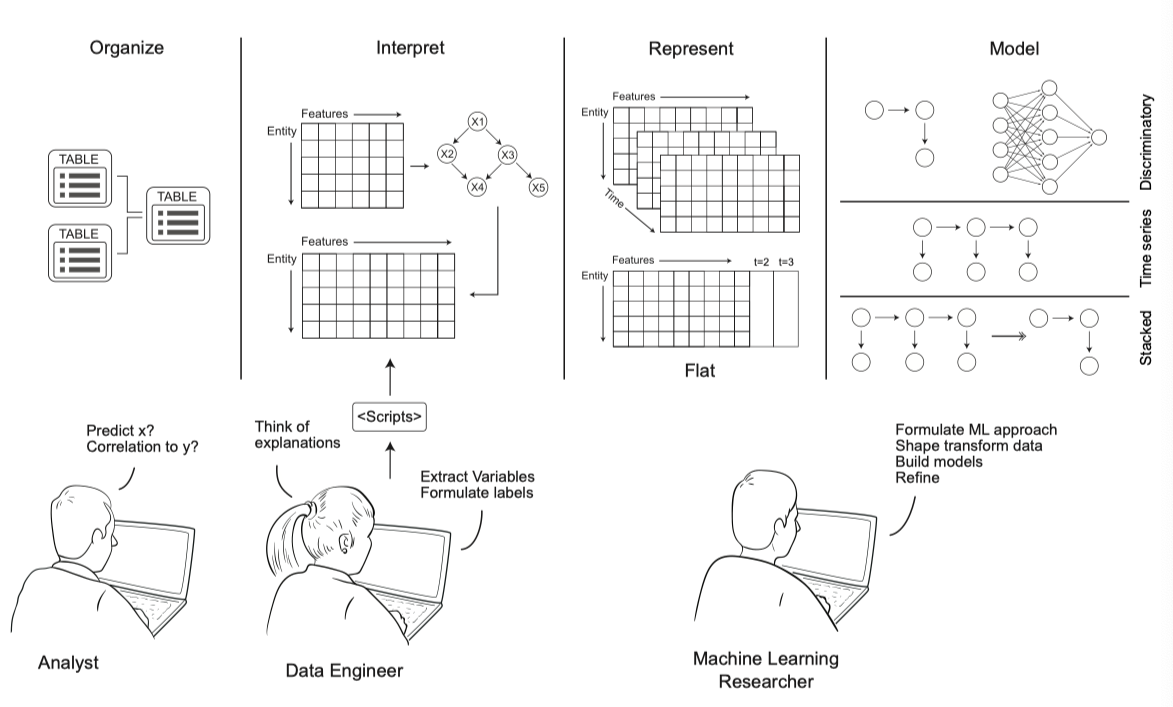 Organize
Interpret
Represent
Model
TABLE
TABLE
TABLE
Features
Entity
X1
X2
X3
X4
X5
Features
Entity
Features
Entity
Time
Features
t=2
t=3
Entity
Flat
Discriminatory
Time series
Stacked
<Scripts>
Predict x?
Correlation to y?
Think of
explanations
Extract Variables
Formulate labels
Formulate ML approach
Shape transform data
Build models
Refine
Analyst
Data Engineer
Machine Learning
Researcher